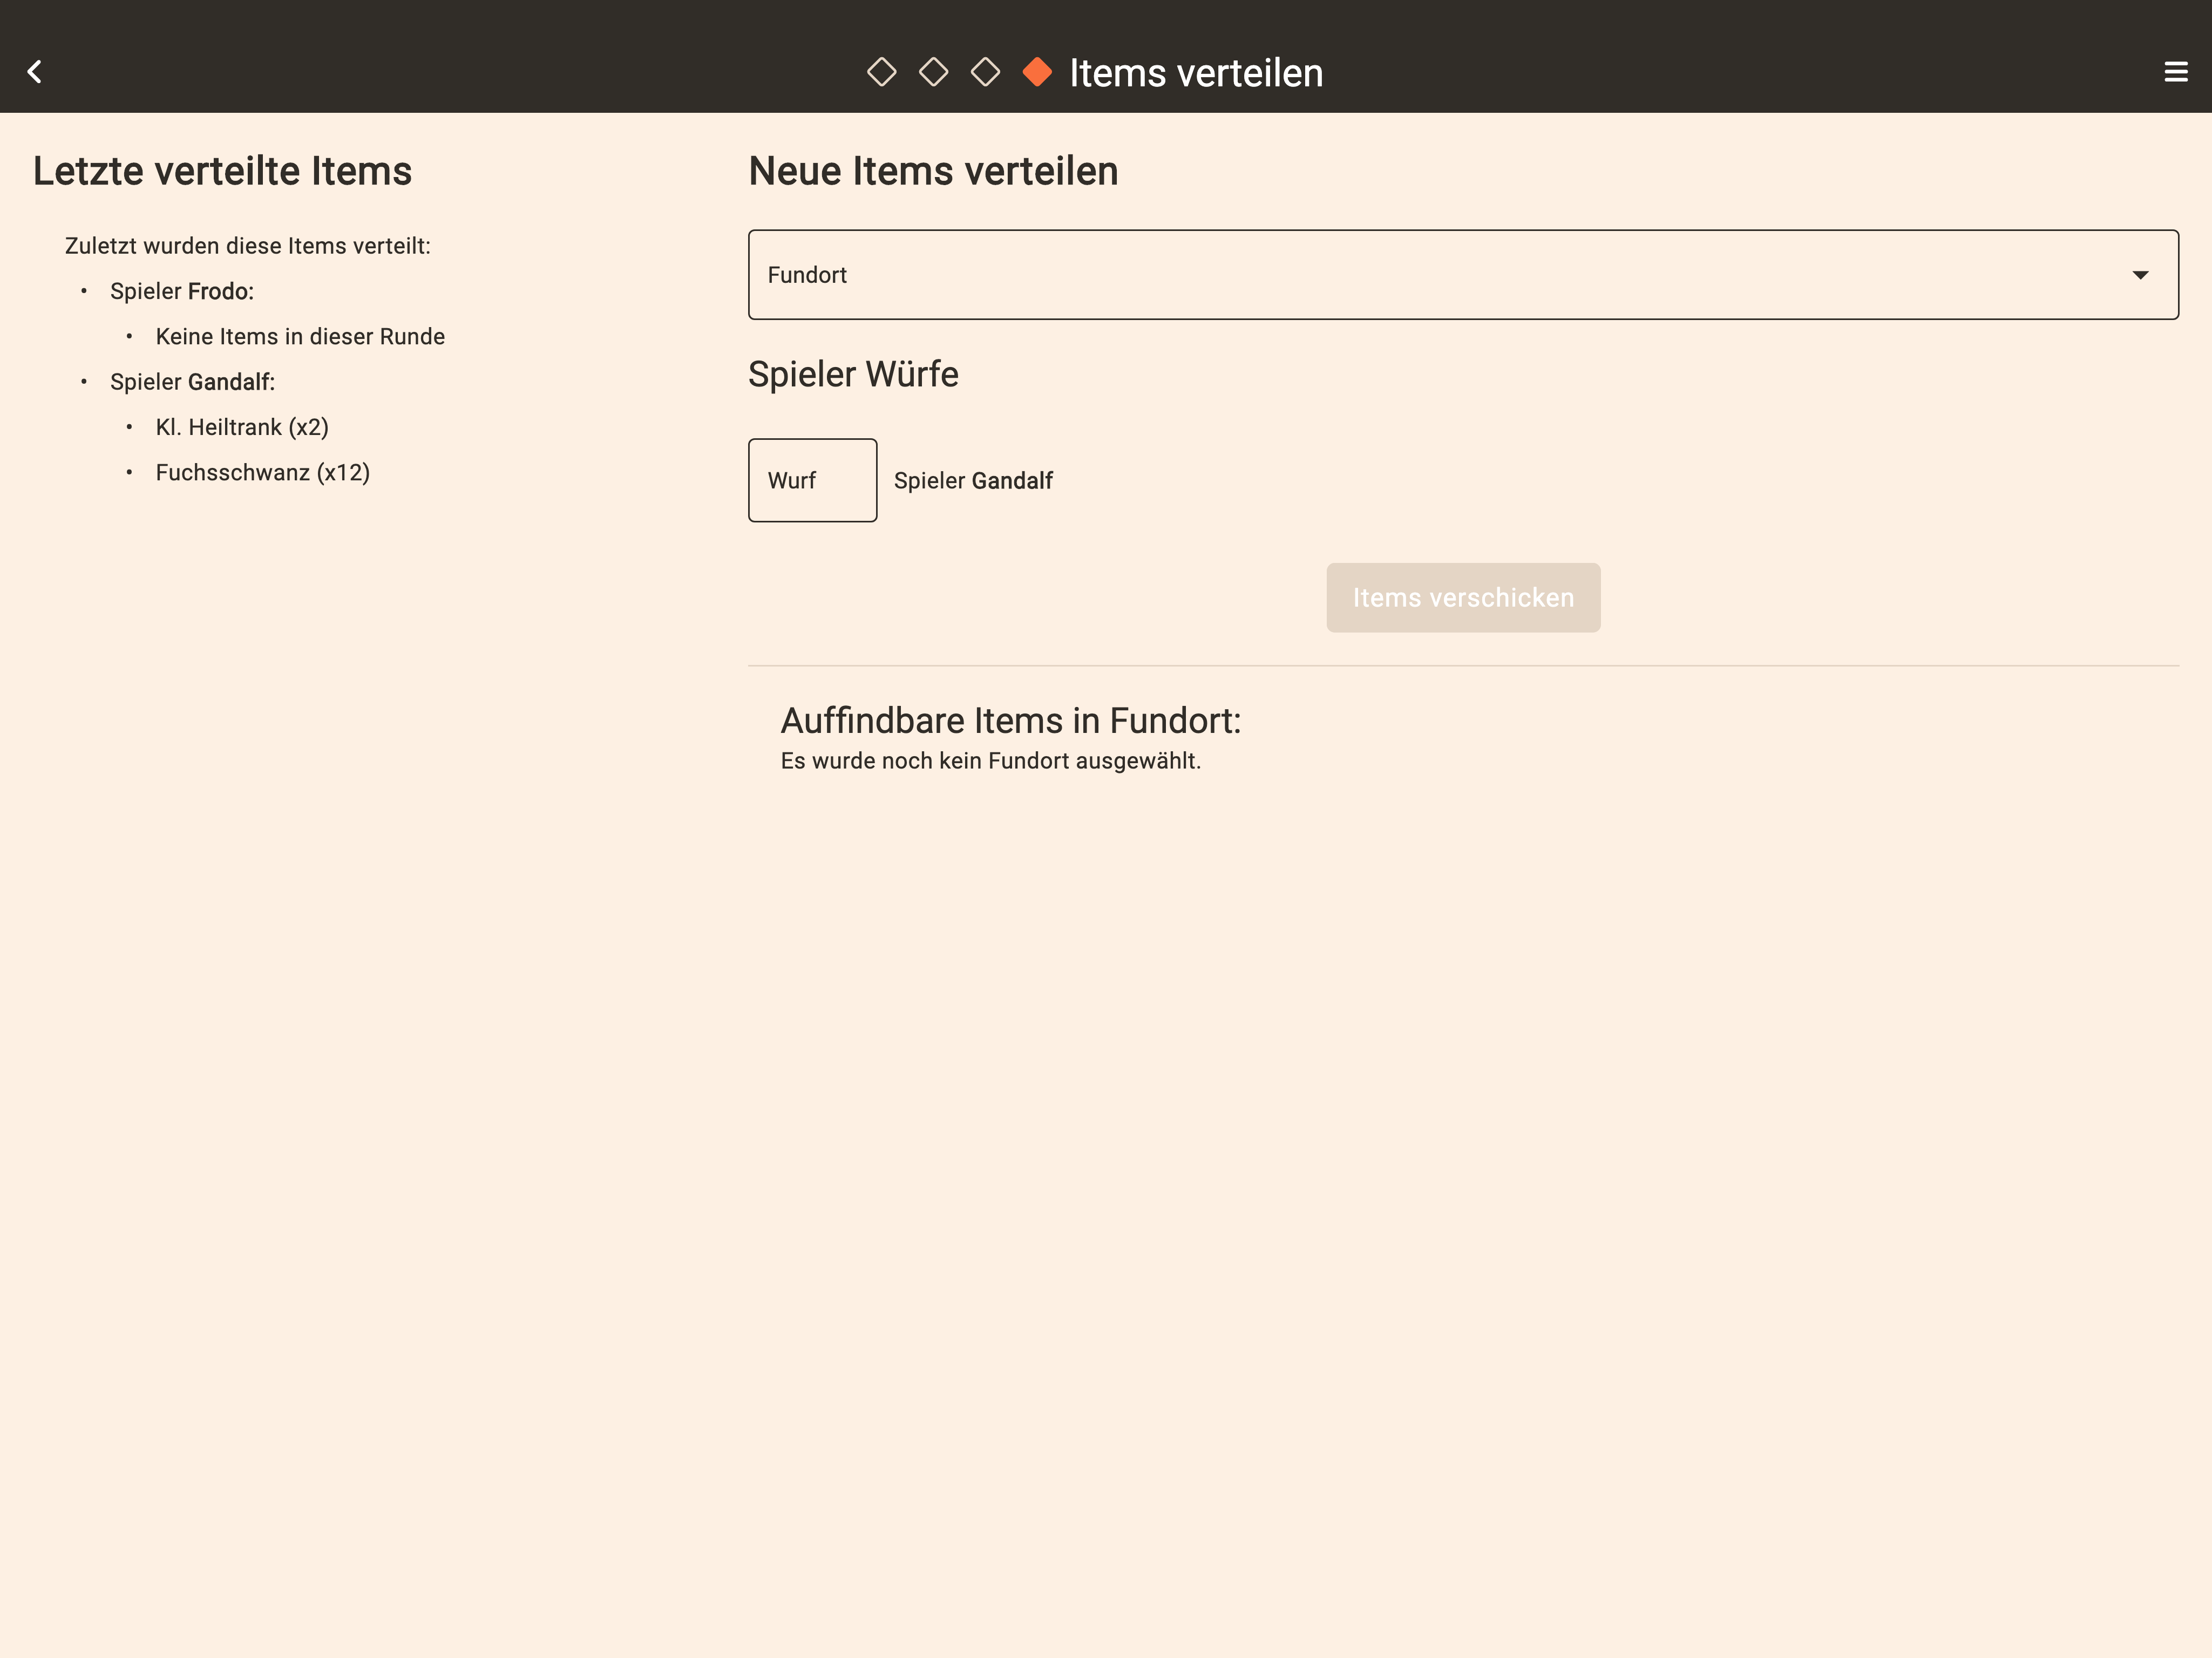 Items verteilen
Letzte verteilte Items
Zuletzt wurden diese Items verteilt:
• Spieler Frodo:
• Keine Items in dieser Runde
• Spieler Gandalf:
• Kl. Heiltrank (x2)
• Fuchsschwanz (x12)
Neue Items verteilen
Fundort
Spieler Würfe
Wurf Spieler Gandalf
Items verschicken
Auffindbare Items in Fundort:
Es wurde noch kein Fundort ausgewählt.